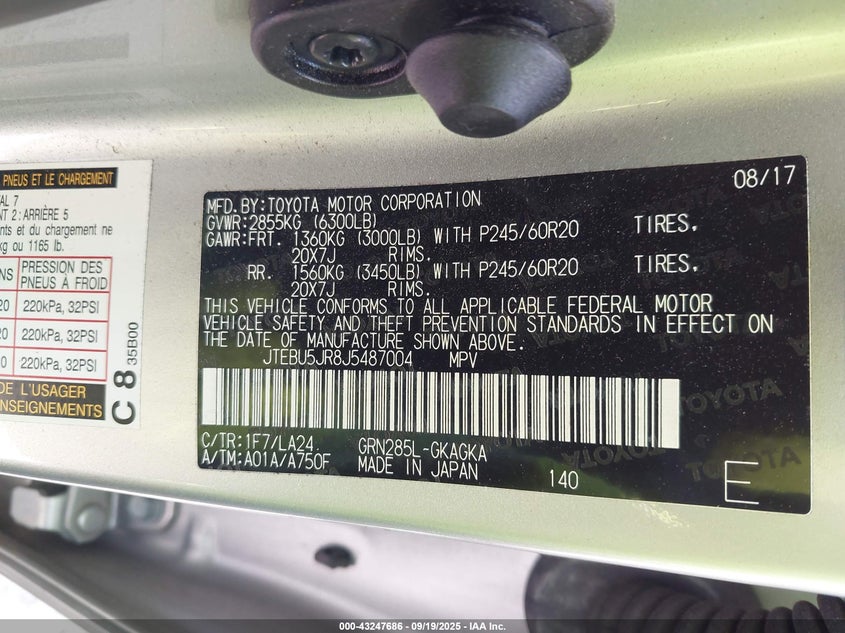 PNEUS ET LE CHARGEMENT
AL 7
NT 2 : ARRIÈRE 5
ents et du chargement ne
kg ou 1165 lb.
NS PRESSION DES PNEUS À FROID
20 220kPa, 32PSI
20 220kPa, 32PSI
0 220kPa, 32PSI
DE L'USAGER
ENSEIGNEMENTS
C 8 35B00
08/17
MFD.BY:TOYOTA MOTOR CORPORATION
GVWR:2855KG (6300LB)
GAWR:FRT. 1360KG (3000LB) WITH P245/60R20 TIRES,
20X7J RIMS.
RR. 1560KG (3450LB) WITH P245/60R20 TIRES,
20X7J RIMS.
THIS VEHICLE CONFORMS TO ALL APPLICABLE FEDERAL MOTOR
VEHICLE SAFETY AND THEFT PREVENTION STANDARDS IN EFFECT ON
THE DATE OF MANUFACTURE SHOWN ABOVE.
JTEBU5JR8J5487004 MPV
C/TR:1F7/LA24 GRN285L-GKAGKA
A/TM:A01A/A750F MADE IN JAPAN 140 E
000-43247686 - 09/19/2025 - IAA Inc.